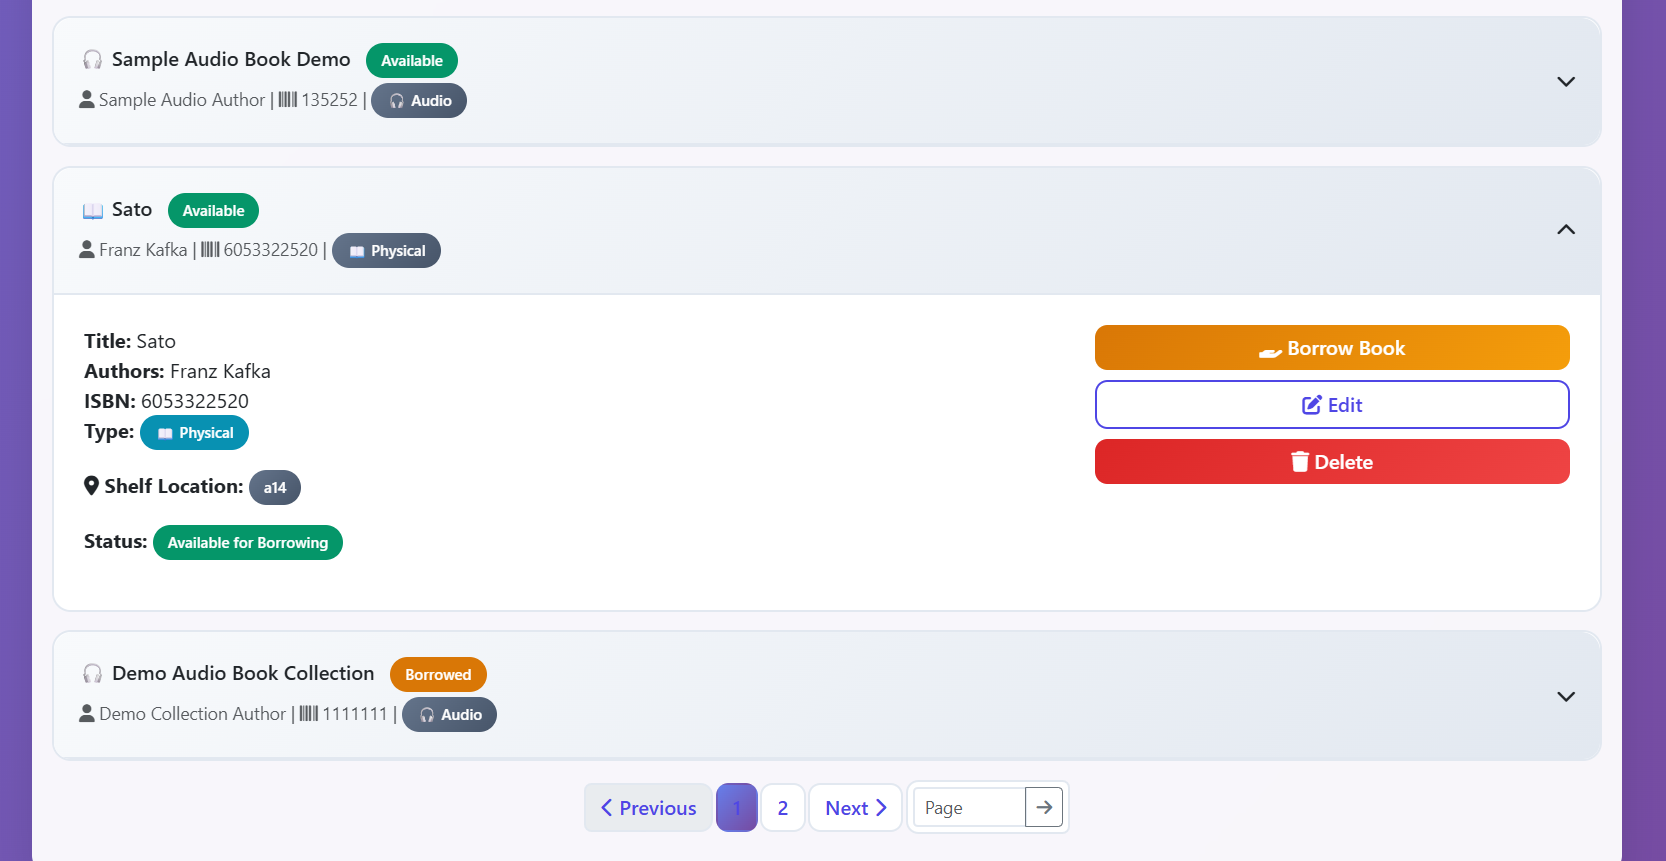 Sample Audio Book Demo Available
Sample Audio Author | 135252 | Audio
Sato Available
Franz Kafka | 6053322520 | Physical
Title: Sato
Authors: Franz Kafka
ISBN: 6053322520
Type: Physical
Shelf Location: a14
Status: Available for Borrowing
Borrow Book
Edit
Delete
Demo Audio Book Collection Borrowed
Demo Collection Author | 1111111 | Audio
Previous 1 2 Next Page